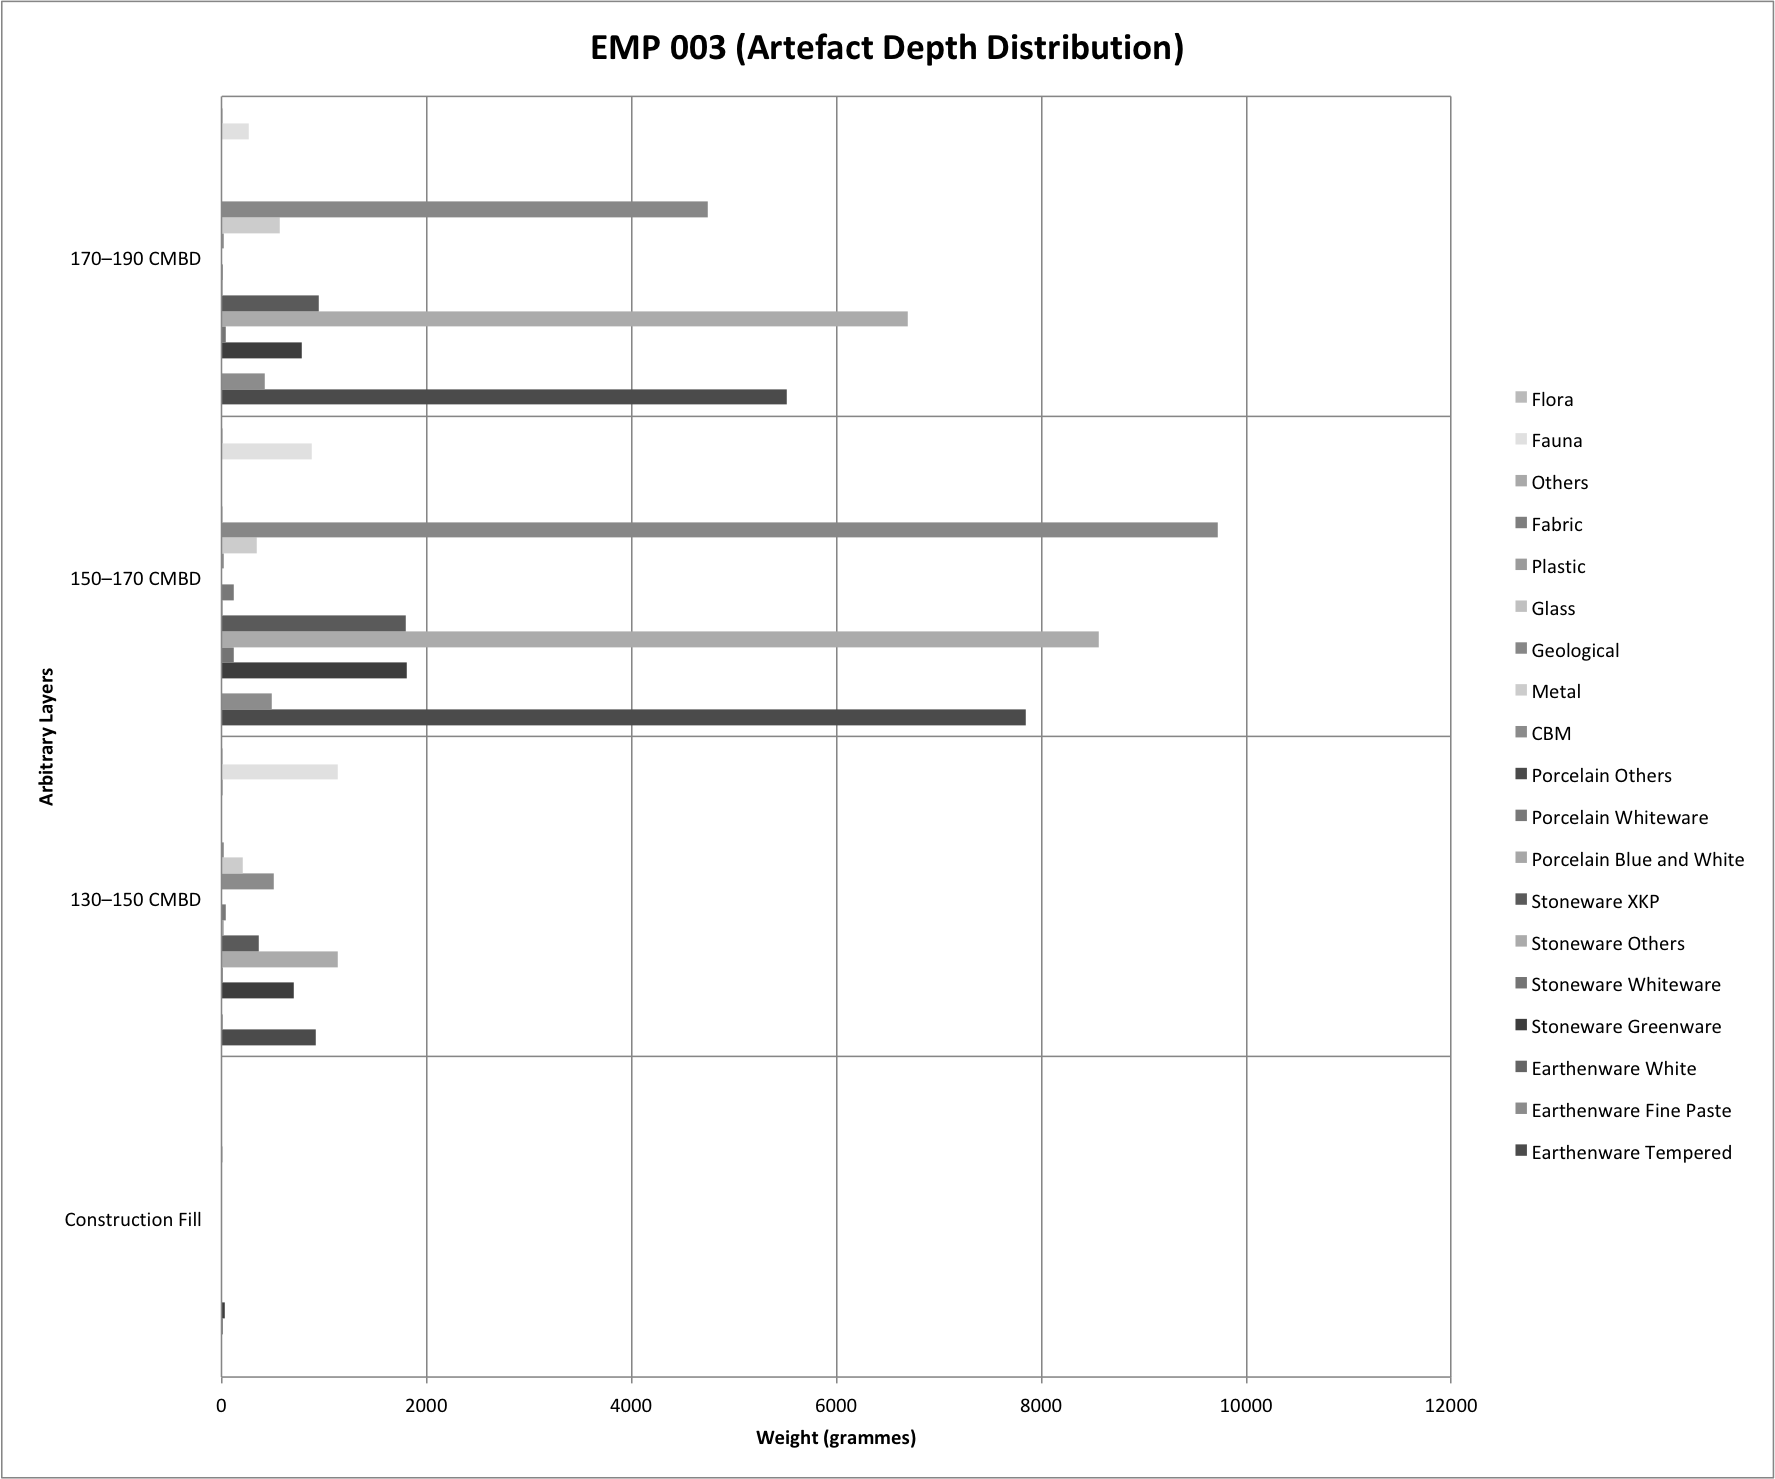 EMP 003 (Artefact Depth Distribution)
170–190 CMBD
150–170 CMBD
130–150 CMBD
Construction Fill
Arbitrary Layers
0 2000 4000 6000 8000 10000 12000
Weight (grammes)
Flora
Fauna
Others
Fabric
Plastic
Glass
Geological
Metal
CBM
Porcelain Others
Porcelain Whiteware
Porcelain Blue and White
Stoneware XKP
Stoneware Others
Stoneware Whiteware
Stoneware Greenware
Earthenware White
Earthenware Fine Paste
Earthenware Tempered